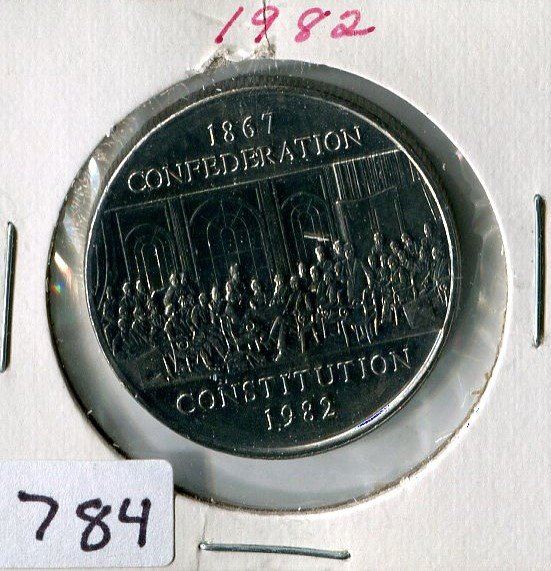 1982
1867
CONFEDERATION
CONSTITUTION
1982
784